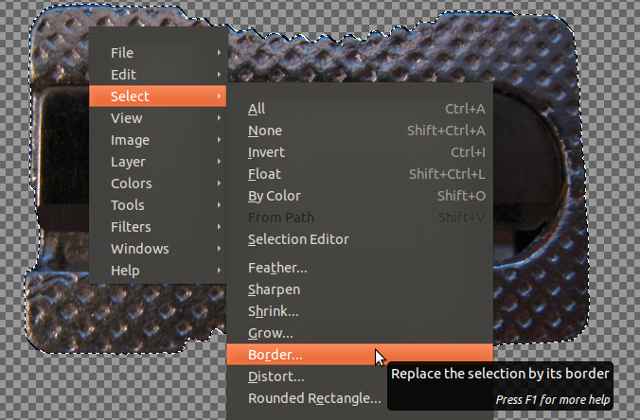 File
Edit
Select
View
Image
Layer
Colors
Tools
Filters
Windows
Help
All Ctrl+A
None Shift+Ctrl+A
Invert Ctrl+I
Float Shift+Ctrl+L
By Color Shift+O
From Path Shift+V
Selection Editor
Feather...
Sharpen
Shrink...
Grow...
Border...
Distort...
Rounded Rectangle...
Replace the selection by its border
Press F1 for more help